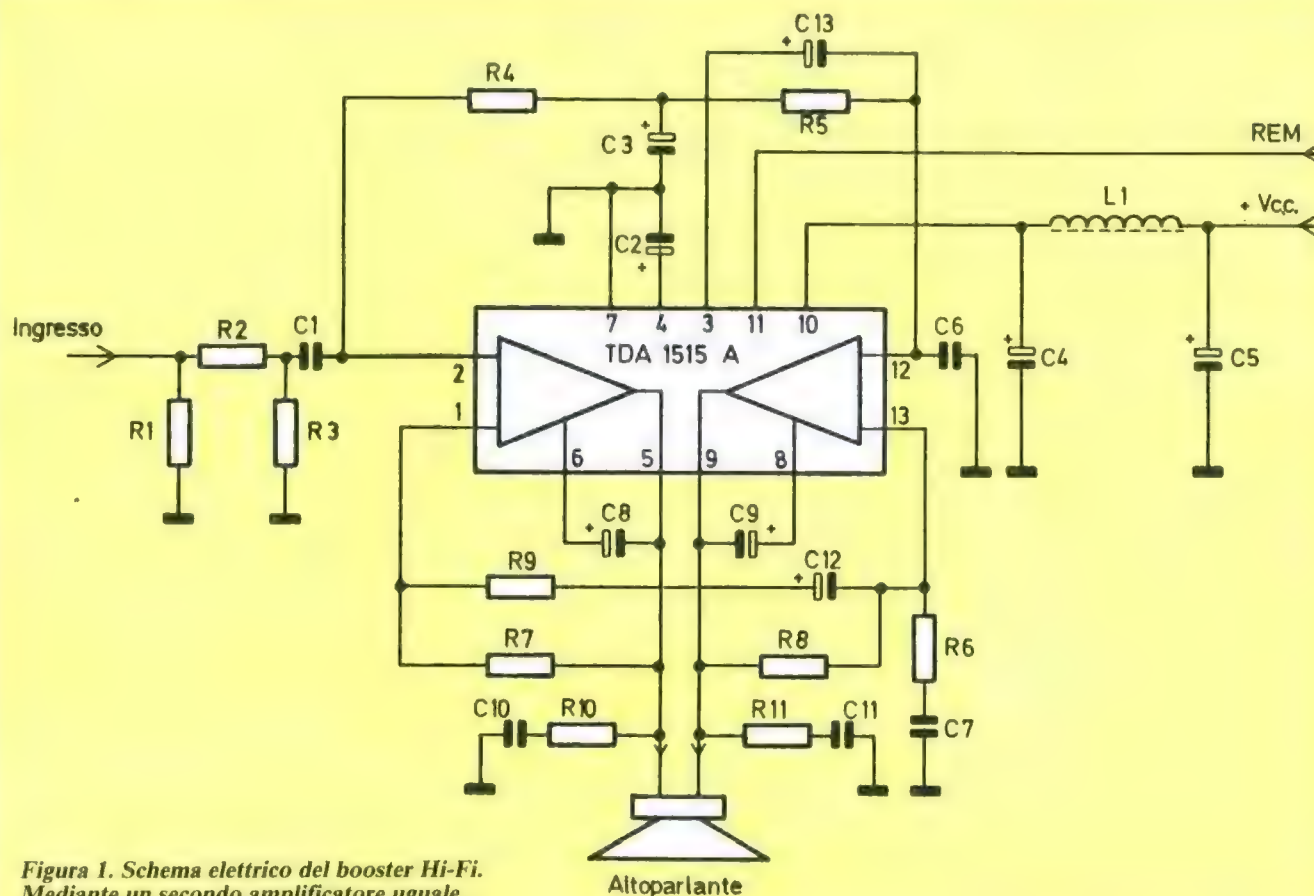 C13
R4
R5
C3
REM
L1
+ Vc.c.
C2
Ingresso
R2
C1
7 4 3 11 10
TDA 1515 A
C6
C4
C5
2
12
R1
R3
1
13
6 5 9 8
C8
C9
R9
C12
R7
R8
R6
C10
R10
R11
C11
C7
Figura 1. Schema elettrico del booster Hi-Fi.
Mediante un secondo amplificatore uguale
Altoparlante